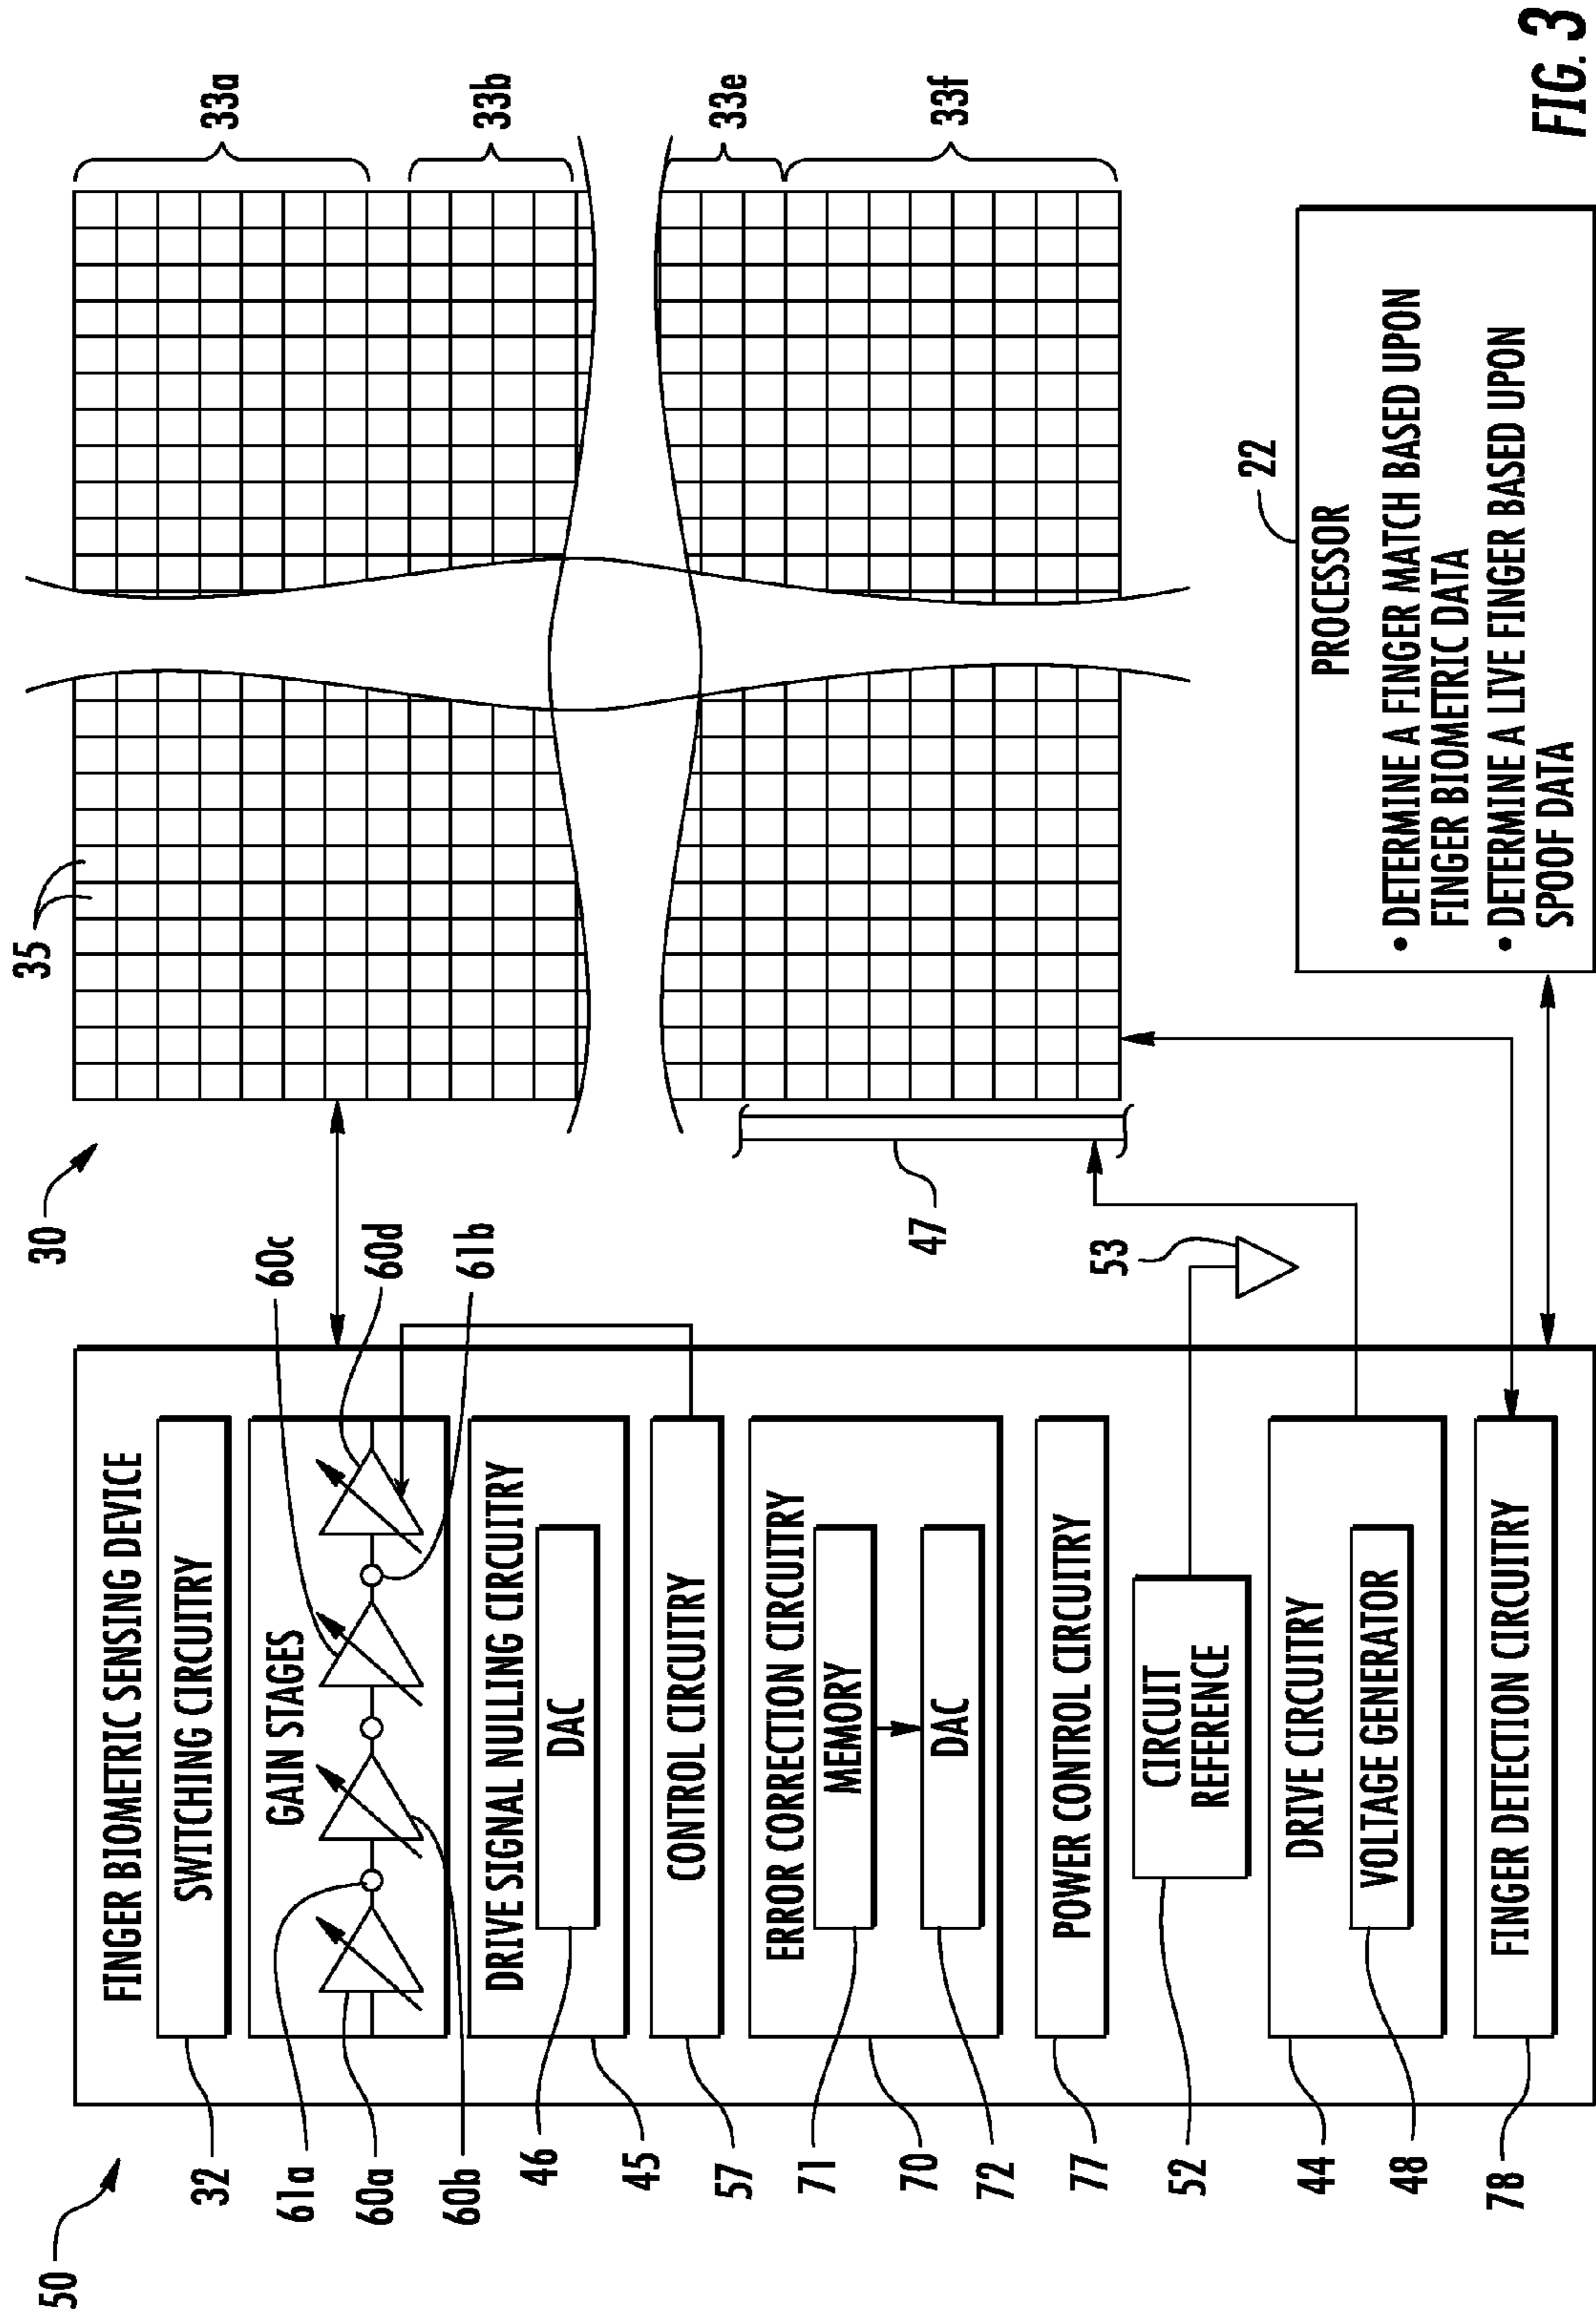 50
30
FINGER BIOMETRIC SENSING DEVICE
32
SWITCHING CIRCUITRY
61a
60a
60b
GAIN STAGES
60c
60d
61b
DRIVE SIGNAL NULLING CIRCUITRY
46
DAC
45
57
CONTROL CIRCUITRY
ERROR CORRECTION CIRCUITRY
71
MEMORY
70
72
DAC
77
POWER CONTROL CIRCUITRY
52
CIRCUIT
REFERENCE
53
44
DRIVE CIRCUITRY
48
VOLTAGE GENERATOR
78
FINGER DETECTION CIRCUITRY
35
33a
33b
33e
33f
47
22
PROCESSOR
• DETERMINE A FINGER MATCH BASED UPON
FINGER BIOMETRIC DATA
• DETERMINE A LIVE FINGER BASED UPON
SPOOF DATA
FIG. 3